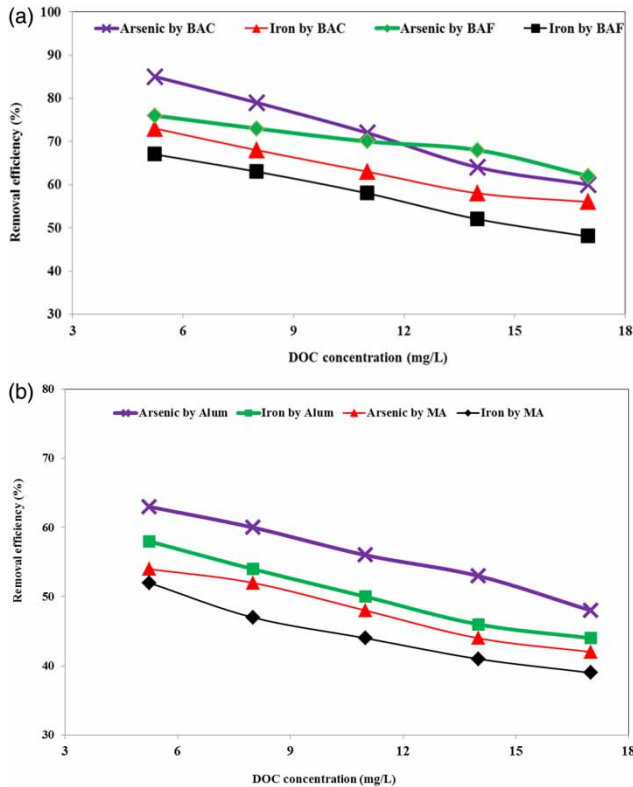 (a)
Arsenic by BAC Iron by BAC Arsenic by BAF Iron by BAF
100
90
80
70
60
50
40
30
Removal efficiency (%)
3 6 9 12 15 18
DOC concentration (mg/L)
(b)
Arsenic by Alum Iron by Alum Arsenic by MA Iron by MA
80
70
60
50
40
30
Removal efficiency (%)
3 6 9 12 15 18
DOC concentration (mg/L)